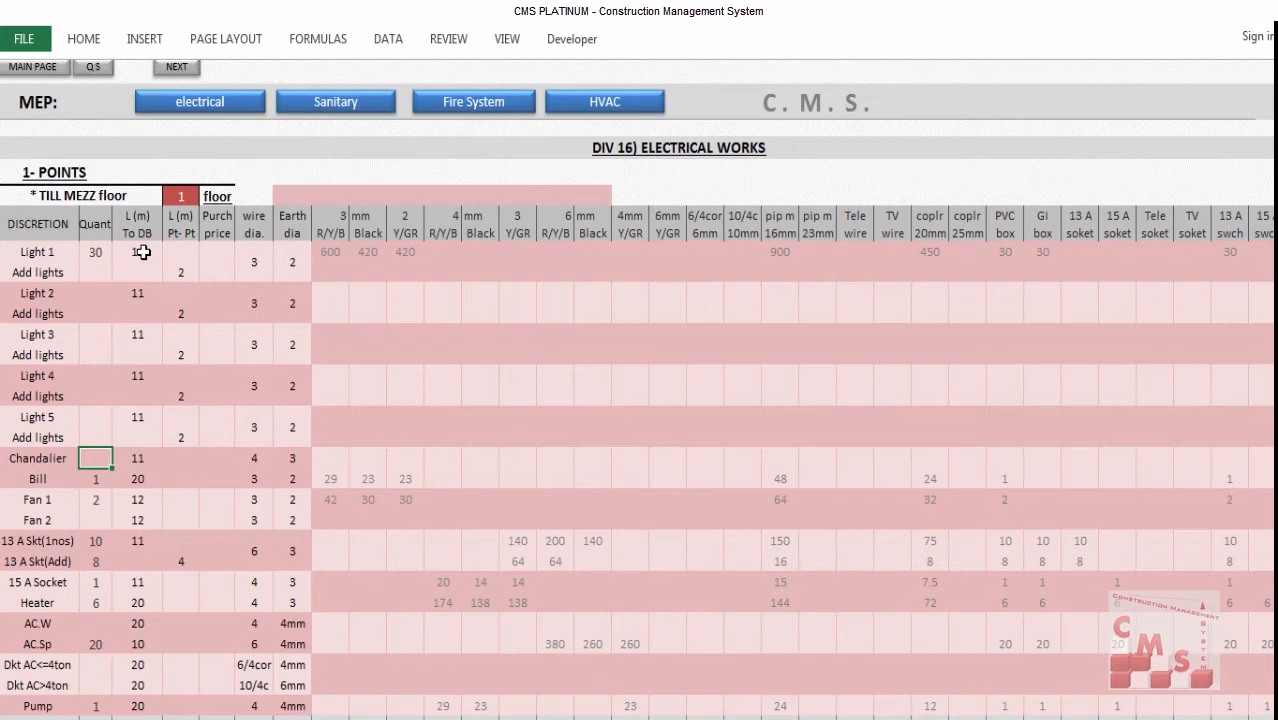 CMS PLATINUM - Construction Management System
FILE HOME INSERT PAGE LAYOUT FORMULAS DATA REVIEW VIEW Developer Sign in
MAIN PAGE Q S NEXT
MEP: electrical Sanitary Fire System HVAC C. M. S.
DIV 16) ELECTRICAL WORKS
1- POINTS
* TILL MEZZ floor 1 floor
DISCRETION Quant L (m) To DB L (m) Pt- Pt Purch price wire dia. Earth dia 3 mm R/Y/B Black 2 Y/GR 4 mm R/Y/B Black 3 Y/GR 6 mm R/Y/B Black 4mm Y/GR 6mm Y/GR 6/4cor 6mm 10/4c 10mm pip m 16mm pip m 23mm Tele wire TV wire coplr 20mm coplr 25mm PVC box GI box 13 A soket 15 A soket Tele soket TV soket 13 A swch 15 A swc
Light 1 30 3 2 600 420 420 900 450 30 30 30
Add lights 2
Light 2 11 3 2
Add lights 2
Light 3 11 3 2
Add lights 2
Light 4 11 3 2
Add lights 2
Light 5 11 3 2
Add lights 2
Chandalier 11 4 3
Bill 1 20 3 2 29 23 23 48 24 1 1
Fan 1 2 12 3 2 42 30 30 64 32 2 2
Fan 2 12 3 2
13 A Skt(1nos) 10 11 6 3 140 200 140 150 75 10 10 10 10
13 A Skt(Add) 8 4 64 64 16 8 8 8 8 8
15 A Socket 1 11 4 3 20 14 14 15 7.5 1 1 1 1
Heater 6 20 4 3 174 138 138 144 72 6 6 6 6 6
AC.W 20 4 4mm
AC.Sp 20 10 6 4mm 380 260 260 20 20 20 20 20
Dkt AC<=4ton 20 6/4cor 4mm
Dkt AC>4ton 20 10/4c 6mm
Pump 1 20 4 4mm 29 23 23 24 12 1 1 1 1 1
CONSTRUCTION MANAGEMENT SYSTEM
CMS